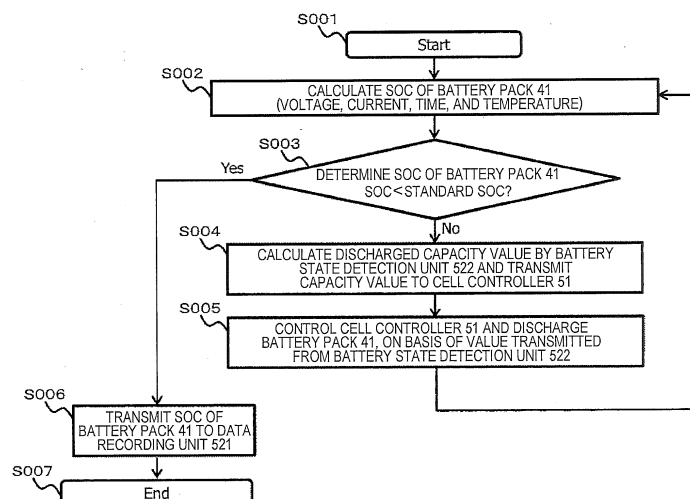 S001
Start
S002
CALCULATE SOC OF BATTERY PACK 41
(VOLTAGE, CURRENT, TIME, AND TEMPERATURE)
S003
Yes
DETERMINE SOC OF BATTERY PACK 41
SOC<STANDARD SOC?
No
S004
CALCULATE DISCHARGED CAPACITY VALUE BY BATTERY
STATE DETECTION UNIT 522 AND TRANSMIT
CAPACITY VALUE TO CELL CONTROLLER 51
S005
CONTROL CELL CONTROLLER 51 AND DISCHARGE
BATTERY PACK 41, ON BASIS OF VALUE TRANSMITTED
FROM BATTERY STATE DETECTION UNIT 522
S006
TRANSMIT SOC OF
BATTERY PACK 41 TO DATA
RECORDING UNIT 521
S007
End